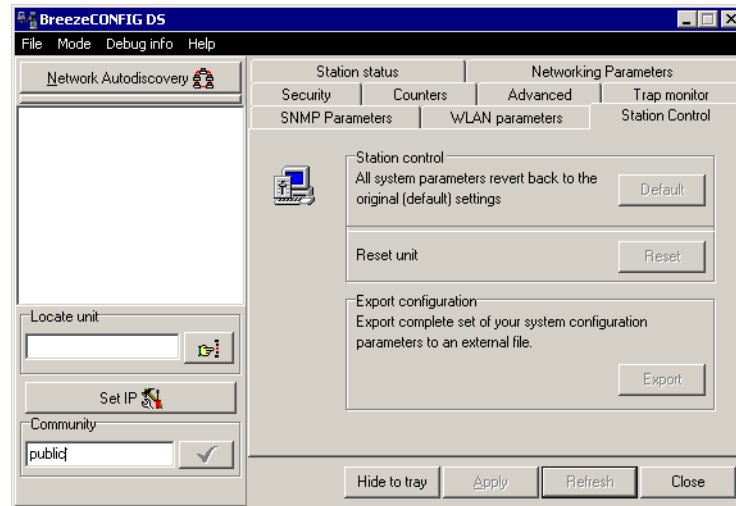 BreezeCONFIG DS
File Mode Debug info Help
Network Autodiscovery
Station status Networking Parameters
Security Counters Advanced Trap monitor
SNMP Parameters WLAN parameters Station Control
Station control
All system parameters revert back to the
original (default) settings
Default
Reset unit
Reset
Export configuration
Export complete set of your system configuration
parameters to an external file.
Export
Locate unit
Set IP
Community
public
Hide to tray Apply Refresh Close